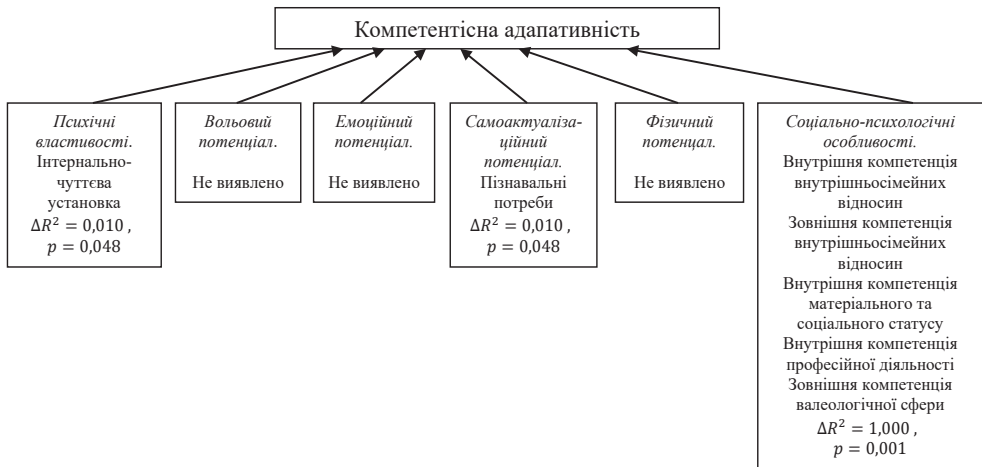 Компетентісна адапативність
Психічні
властивості.
Інтернально-
чуттєва
установка
ΔR² = 0,010 ,
p = 0,048
Вольовий
потенціал.
Не виявлено
Емоційний
потенціал.
Не виявлено
Самоактуаліза-
ційний
потенціал.
Пізнавальні
потреби
ΔR² = 0,010 ,
p = 0,048
Фізичний
потенцал.
Не виявлено
Соціально-психологічні
особливості.
Внутрішня компетенція
внутрішньосімейних
відносин
Зовнішня компетенція
внутрішньосімейних
відносин
Внутрішня компетенція
матеріального та
соціального статусу
Внутрішня компетенція
професійної діяльності
Зовнішня компетенція
валеологічної сфери
ΔR² = 1,000 ,
p = 0,001